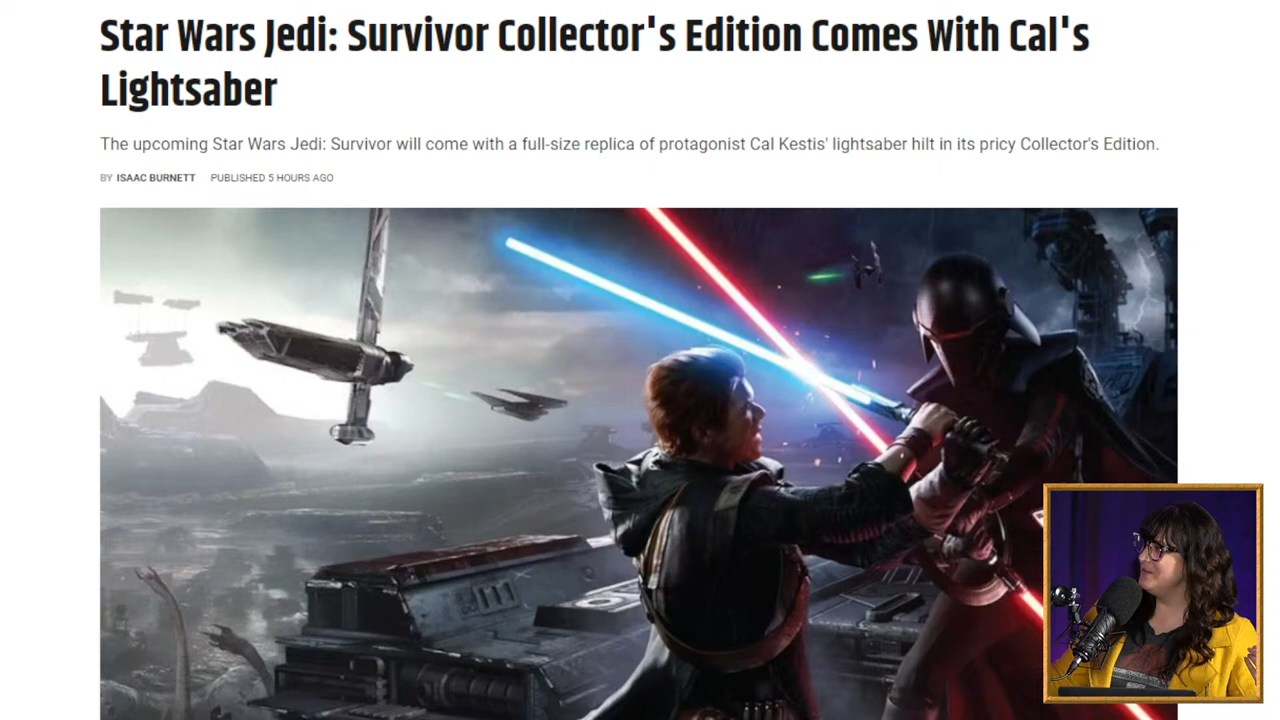 Star Wars Jedi: Survivor Collector's Edition Comes With Cal's
Lightsaber
The upcoming Star Wars Jedi: Survivor will come with a full-size replica of protagonist Cal Kestis' lightsaber hilt in its pricy Collector's Edition.
BY ISAAC BURNETT PUBLISHED 5 HOURS AGO